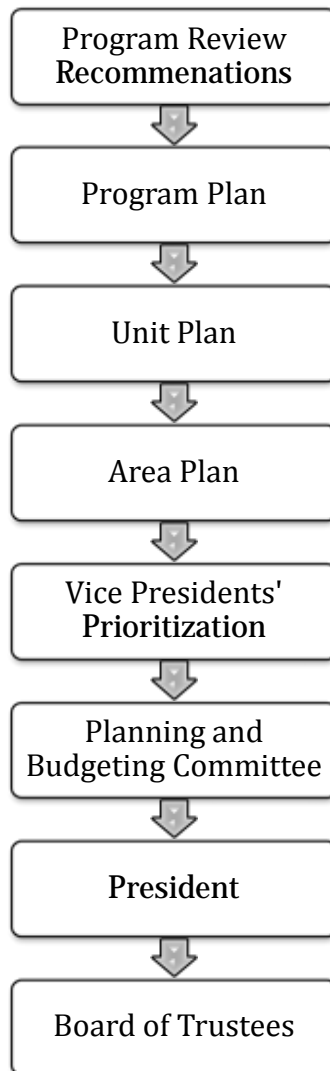 Program Review
Recommenations
Program Plan
Unit Plan
Area Plan
Vice Presidents'
Prioritization
Planning and
Budgeting Committee
President
Board of Trustees